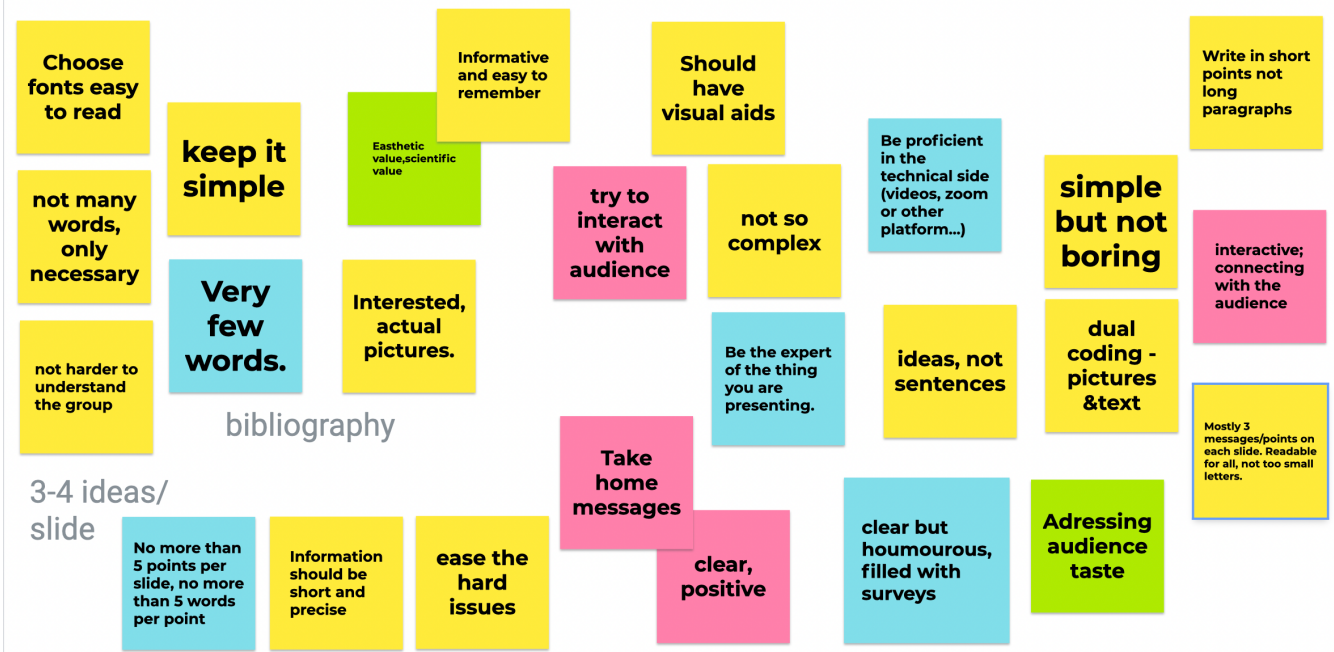 Choose
fonts easy
to read
keep it
simple
Easthetic
value,scientific
value
Informative
and easy to
remember
Should
have
visual aids
Write in short
points not
long
paragraphs
not many
words,
only
necessary
Very
few
words.
Interested,
actual
pictures.
try to
interact
with
audience
not so
complex
Be proficient
in the
technical side
(videos, zoom
or other
platform...)
simple
but not
boring
interactive;
connecting
with the
audience
not harder to
understand
the group
bibliography
Be the expert
of the thing
you are
presenting.
ideas, not
sentences
dual
coding -
pictures
&text
Mostly 3
messages/points on
each slide. Readable
for all, not too small
letters.
3-4 ideas/
slide
No more than
5 points per
slide, no more
than 5 words
per point
Information
should be
short and
precise
ease the
hard
issues
Take
home
messages
clear,
positive
clear but
houmourous,
filled with
surveys
Adressing
audience
taste